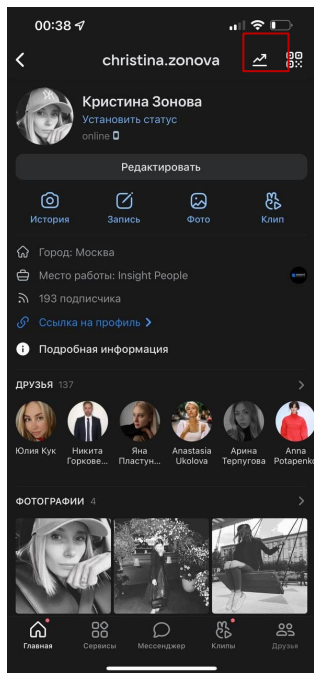 00:38
christina.zonova
Кристина Зонова
Установить статус
online
Редактировать
История Запись Фото Клип
Город: Москва
Место работы: Insight People
193 подписчика
Ссылка на профиль
Подробная информация
ДРУЗЬЯ 137
Юлия Кук Никита Яна Anastasia Арина Anna
Горкове... Пластун... Ukolova Терпугова Potapenko
ФОТОГРАФИИ 4
Главная Сервисы Мессенджер Клипы Друзья